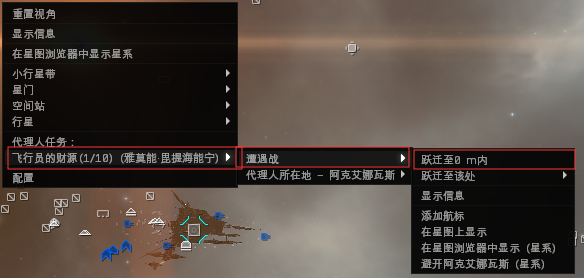 重置视角
显示信息
在星图浏览器中显示星系
小行星带
星门
空间站
行星
代理人任务：
飞行员的财源(1/10) (雅莫能·毘提海能宁)
配置
遭遇战
代理人所在地 - 阿克艾娜瓦斯
跃迁至0 m内
跃迁至该处
显示信息
添加航标
在星图上显示
在星图浏览器中显示 (星系)
避开阿克艾娜瓦斯 (星系)